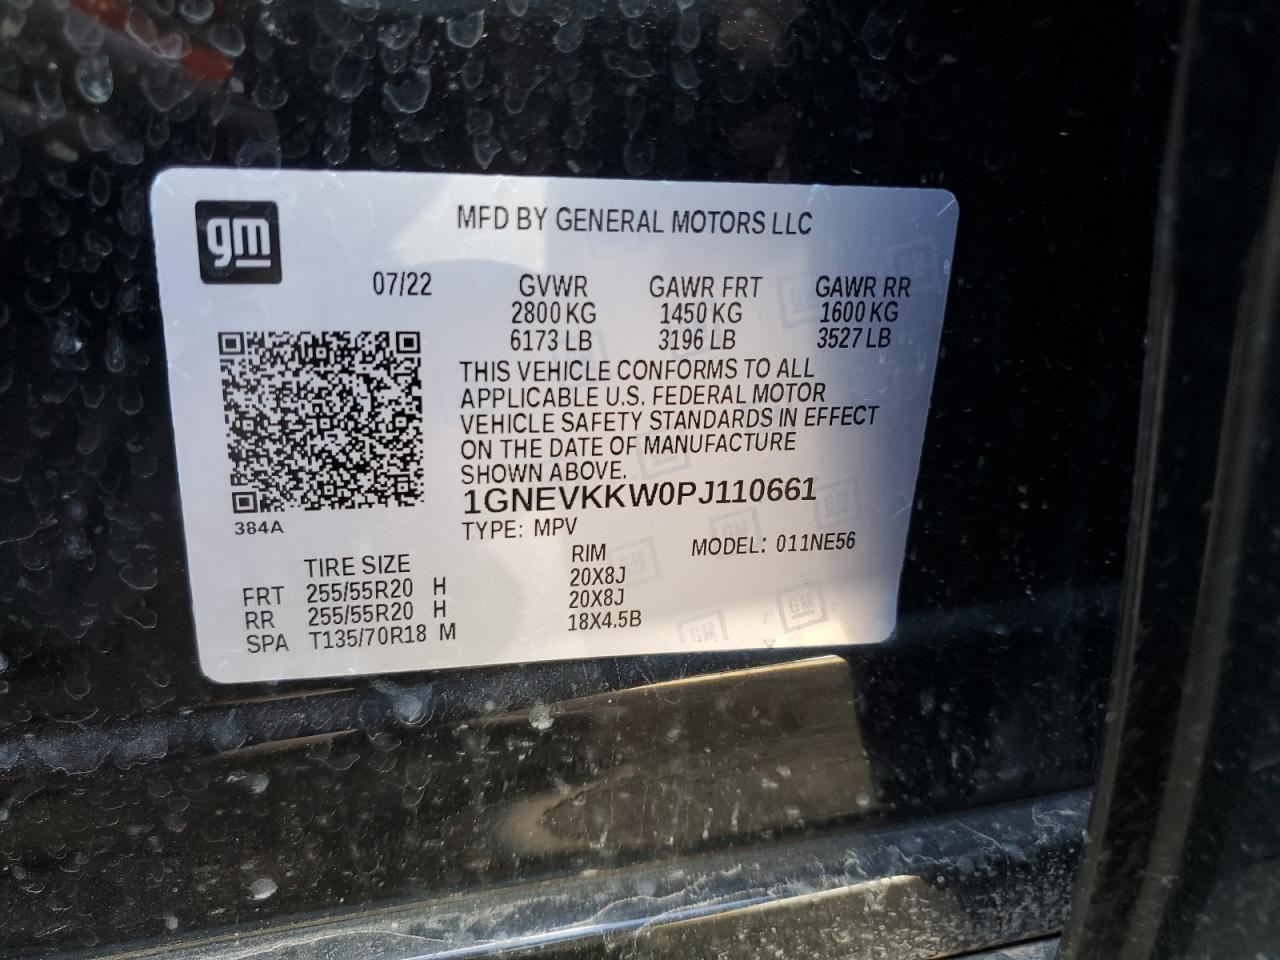 gm
MFD BY GENERAL MOTORS LLC
07/22 GVWR GAWR FRT GAWR RR
2800 KG 1450 KG 1600 KG
6173 LB 3196 LB 3527 LB
THIS VEHICLE CONFORMS TO ALL
APPLICABLE U.S. FEDERAL MOTOR
VEHICLE SAFETY STANDARDS IN EFFECT
ON THE DATE OF MANUFACTURE
SHOWN ABOVE.
1GNEVKKW0PJ110661
384A
TYPE: MPV MODEL: 011NE56
TIRE SIZE RIM
FRT 255/55R20 H 20X8J
RR 255/55R20 H 20X8J
SPA T135/70R18 M 18X4.5B